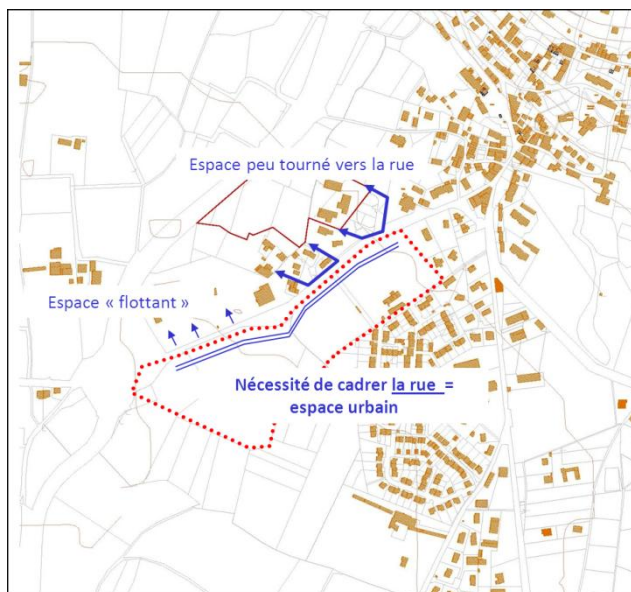 Espace peu tourné vers la rue
Espace « flottant »
Nécessité de cadrer la rue =
espace urbain